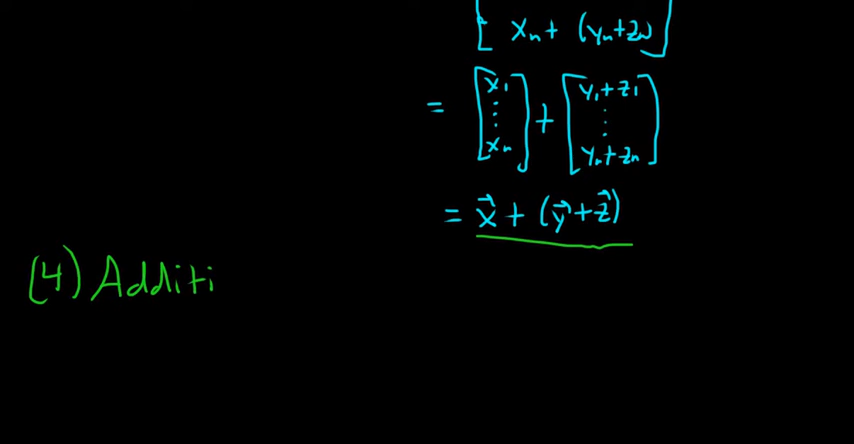 [ xₙ + (yₙ+zₙ) ]
= [ x₁ ⋮ xₙ ] + [ y₁+z₁ ⋮ yₙ+zₙ ]
= x⃗ + (y⃗+z⃗)
(4) Additi